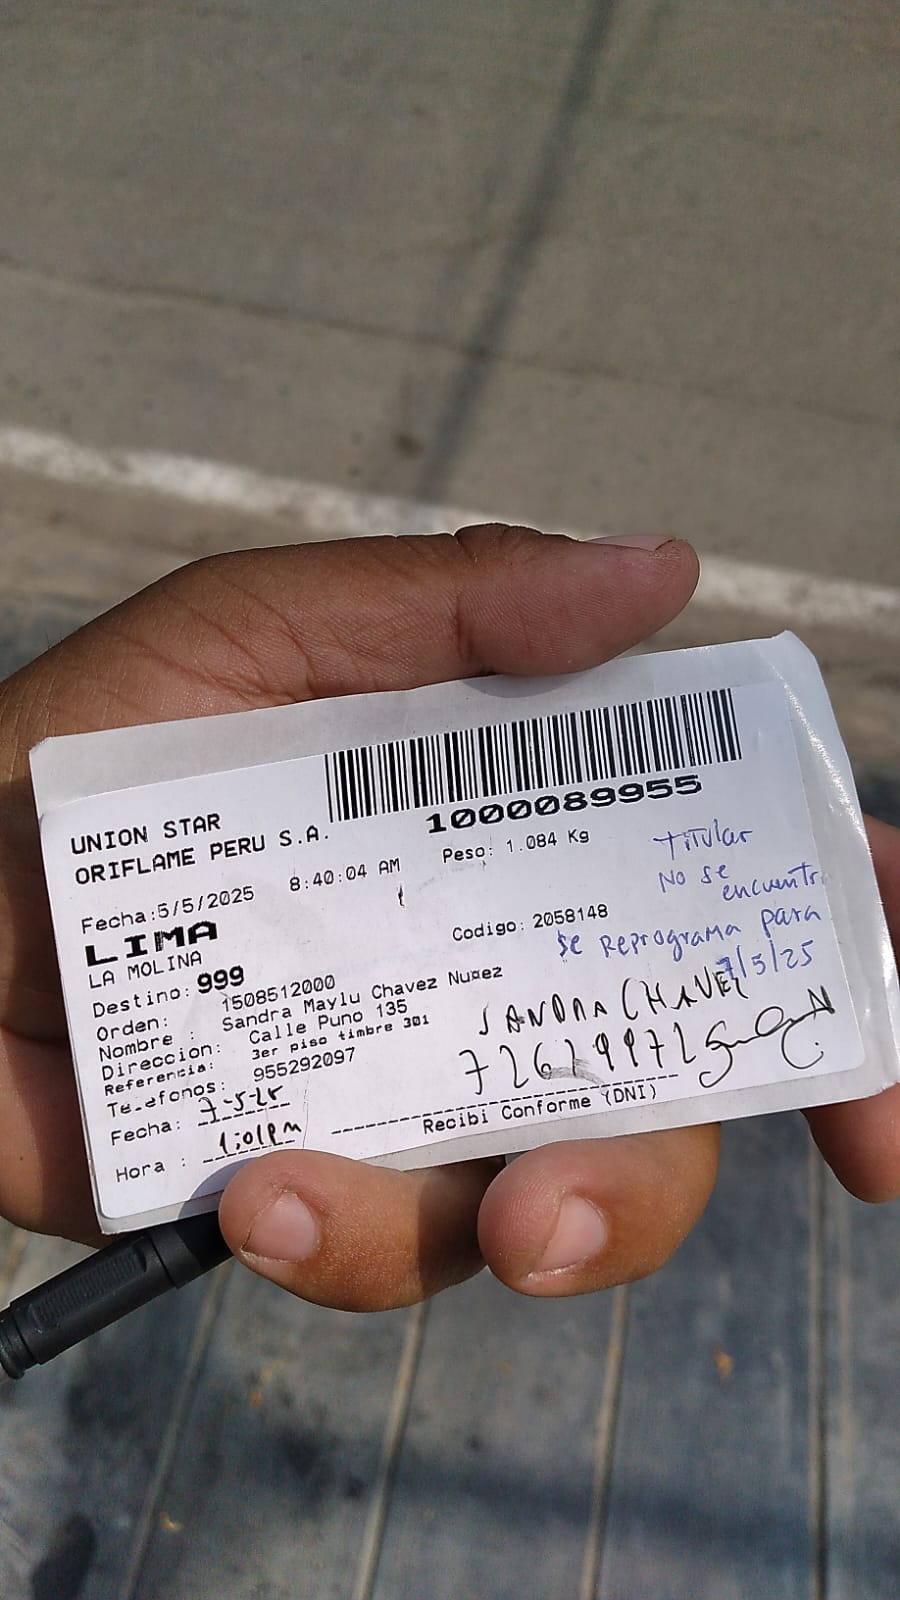 UNION STAR
ORIFLAME PERU S.A.
1000089955
Fecha:5/5/2025 8:40:04 AM Peso: 1.084 Kg
LIMA
LA MOLINA
Codigo: 2058148
Destino: 999
Orden: 1508512000
Nombre : Sandra Maylu Chavez Nuñez
Direccion: Calle Puno 135
Referencia: 3er piso timbre 301
Telefonos: 955292097
Fecha: 7-5-25
Hora : 1:01PM
Titular
No se
encuentra
se Reprograma para
7/5/25
SANDRA CHAVEZ
Recibi Conforme (DNI)